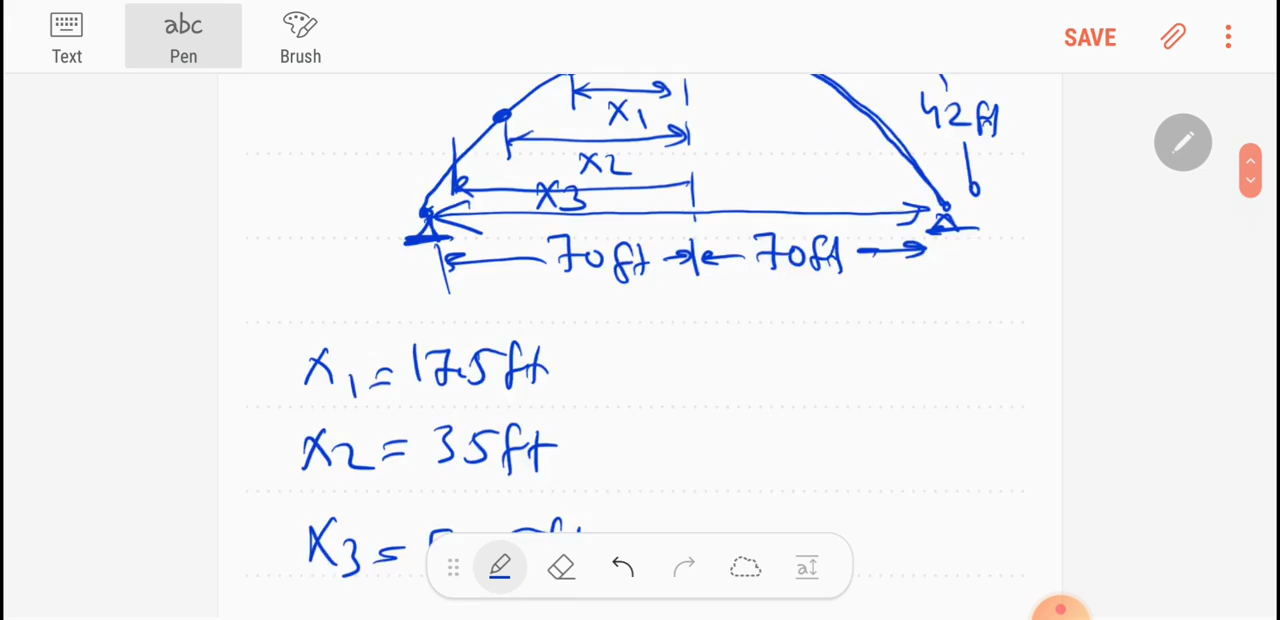 Text
abc
Pen
Brush
SAVE
x1
x2
x3
42ft
70ft
70ft
x1 = 17.5ft
x2 = 35ft
x3 =
a